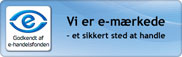 Godkendt af
e-handelsfonden
Vi er e-mærkede
- et sikkert sted at handle